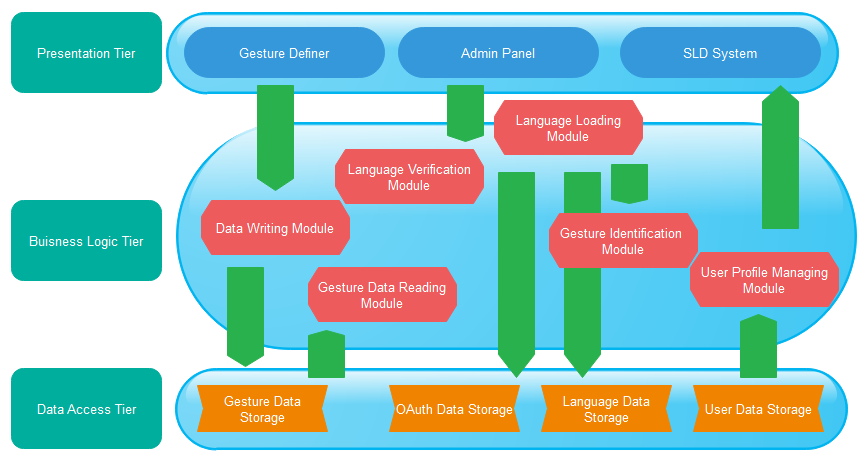 Presentation Tier
Gesture Definer
Admin Panel
SLD System
Language Loading
Module
Language Verification
Module
Buisness Logic Tier
Data Writing Module
Gesture Identification
Module
Gesture Data Reading
Module
User Profile Managing
Module
Data Access Tier
Gesture Data
Storage
OAuth Data Storage
Language Data
Storage
User Data Storage